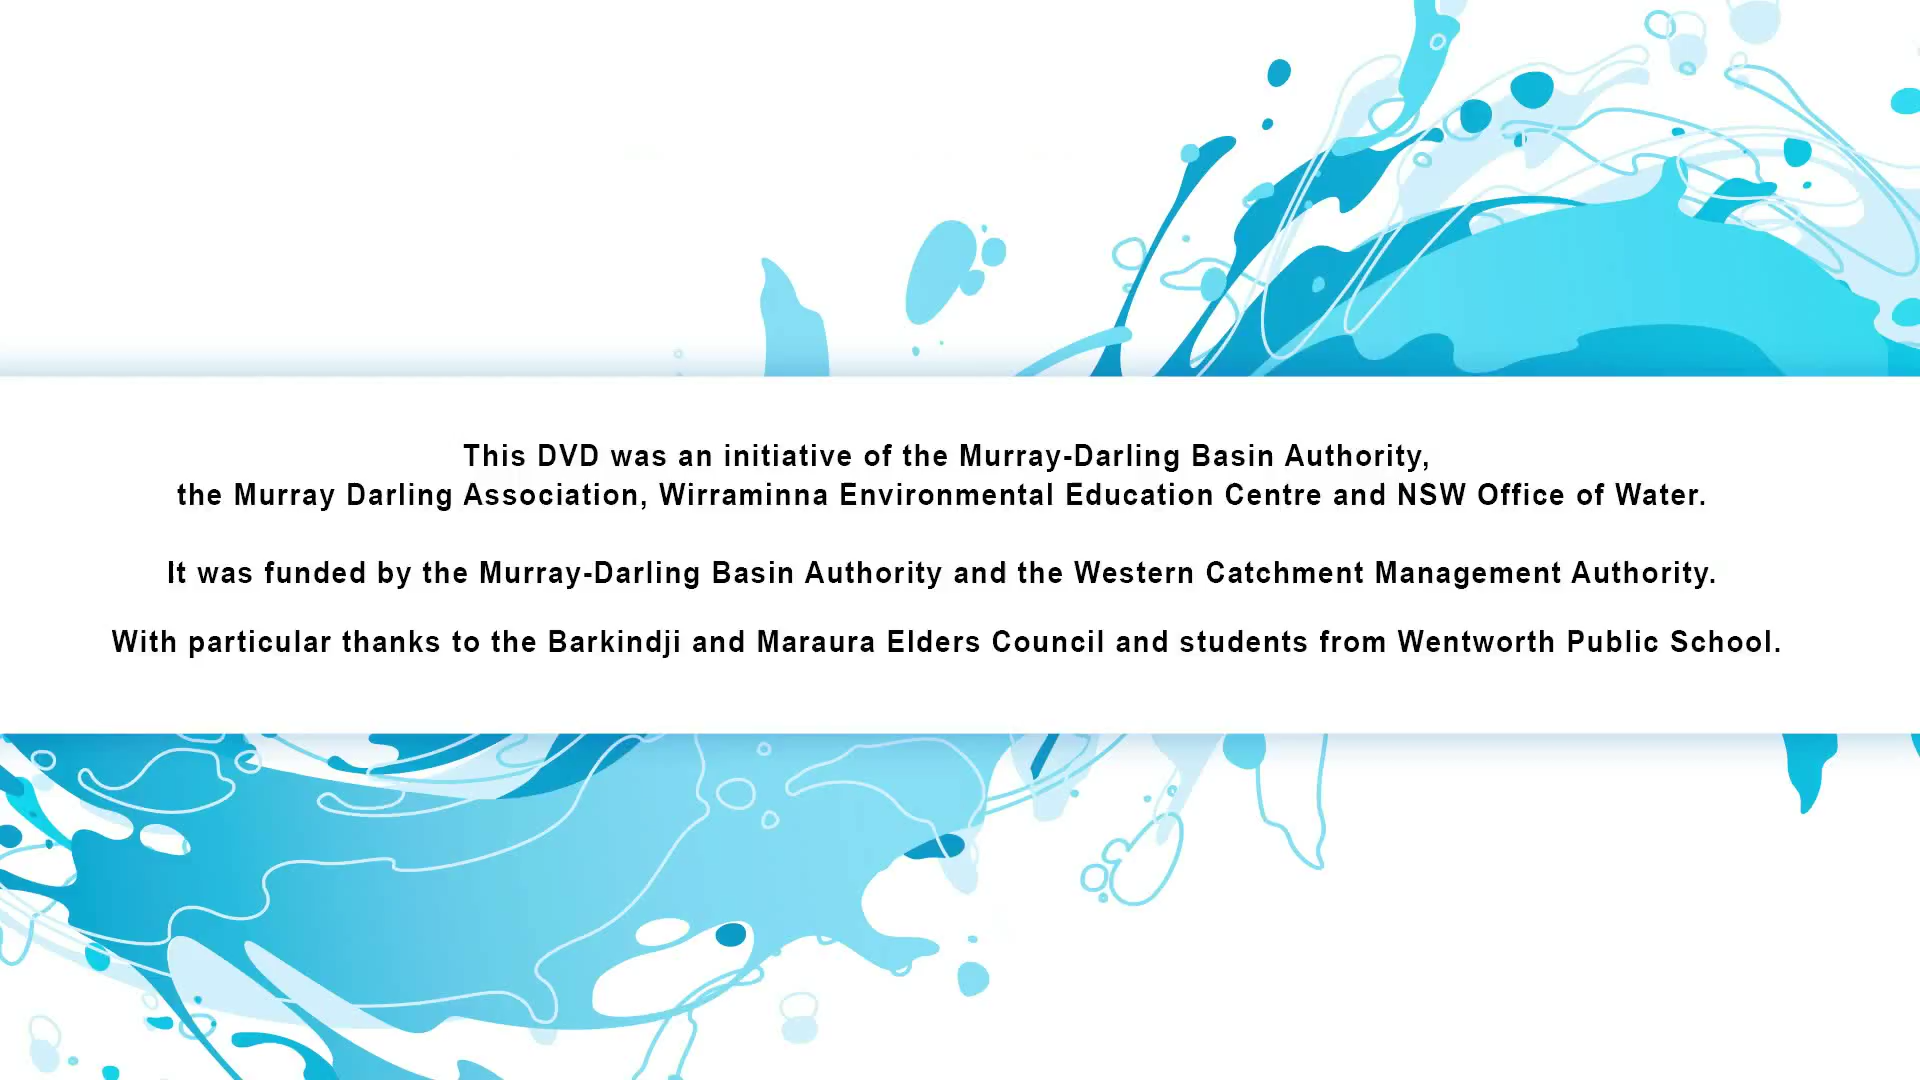 This DVD was an initiative of the Murray-Darling Basin Authority,
the Murray Darling Association, Wirraminna Environmental Education Centre and NSW Office of Water.
It was funded by the Murray-Darling Basin Authority and the Western Catchment Management Authority.
With particular thanks to the Barkindji and Maraura Elders Council and students from Wentworth Public School.